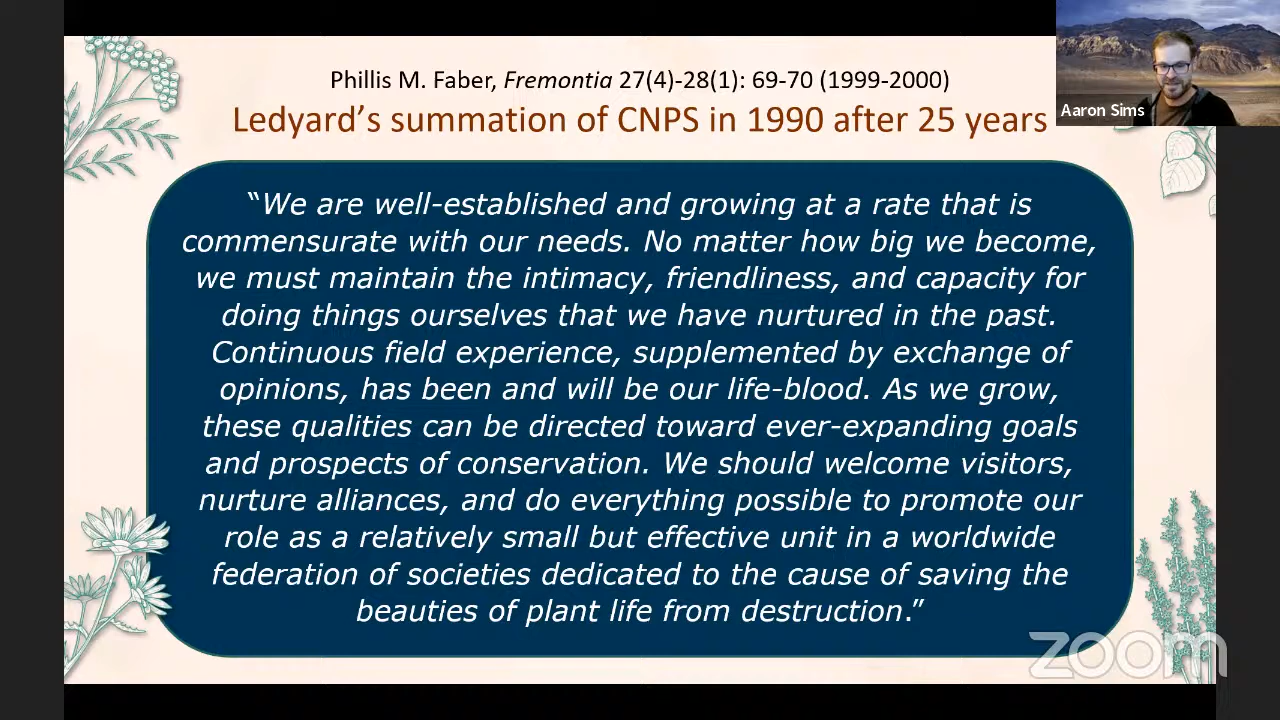 Phillis M. Faber, Fremontia 27(4)-28(1): 69-70 (1999-2000)
Ledyard's summation of CNPS in 1990 after 25 years
Aaron Sims
"We are well-established and growing at a rate that is
commensurate with our needs. No matter how big we become,
we must maintain the intimacy, friendliness, and capacity for
doing things ourselves that we have nurtured in the past.
Continuous field experience, supplemented by exchange of
opinions, has been and will be our life-blood. As we grow,
these qualities can be directed toward ever-expanding goals
and prospects of conservation. We should welcome visitors,
nurture alliances, and do everything possible to promote our
role as a relatively small but effective unit in a worldwide
federation of societies dedicated to the cause of saving the
beauties of plant life from destruction."
zoom